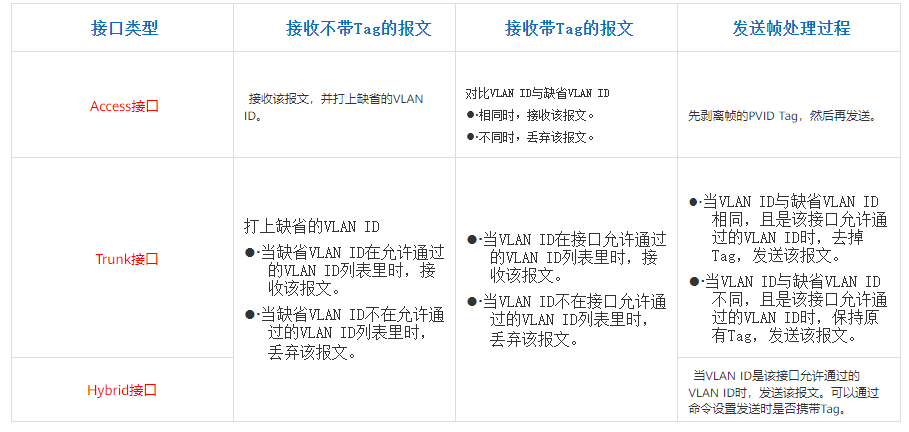 接口类型
接收不带Tag的报文
接收带Tag的报文
发送帧处理过程
Access接口
接收该报文，并打上缺省的VLAN
ID。
对比VLAN ID与缺省VLAN ID
●·相同时，接收该报文。
●·不同时，丢弃该报文。
先剥离帧的PVID Tag，然后再发送。
Trunk接口
打上缺省的VLAN ID
●·当缺省VLAN ID在允许通过
的VLAN ID列表里时，接
收该报文。
●·当缺省VLAN ID不在允许通
过的VLAN ID列表里时，
丢弃该报文。
●·当VLAN ID在接口允许通过
的VLAN ID列表里时，接
收该报文。
●·当VLAN ID不在接口允许通
过的VLAN ID列表里时，
丢弃该报文。
●·当VLAN ID与缺省VLAN ID
相同，且是该接口允许通
过的VLAN ID时，去掉
Tag，发送该报文。
●·当VLAN ID与缺省VLAN ID
不同，且是该接口允许通
过的VLAN ID时，保持原
有Tag，发送该报文。
Hybrid接口
当VLAN ID是该接口允许通过的
VLAN ID时，发送该报文。可以通过
命令设置发送时是否携带Tag。